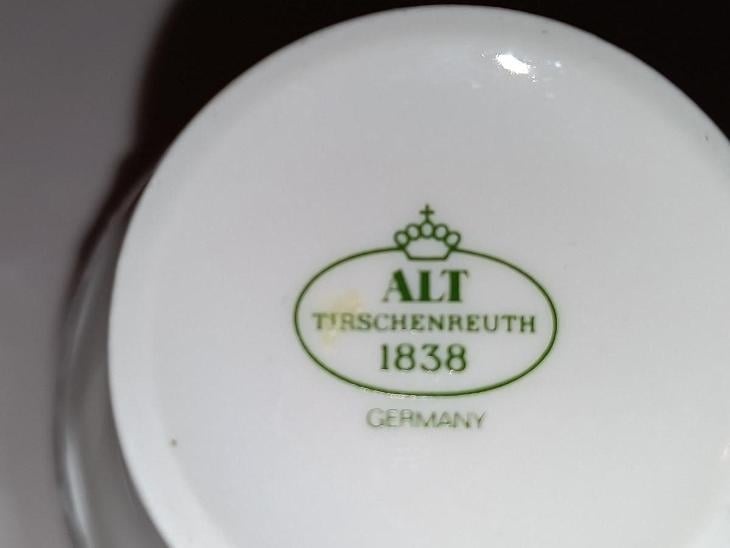 ALT
TIRSCHENREUTH
1838
GERMANY